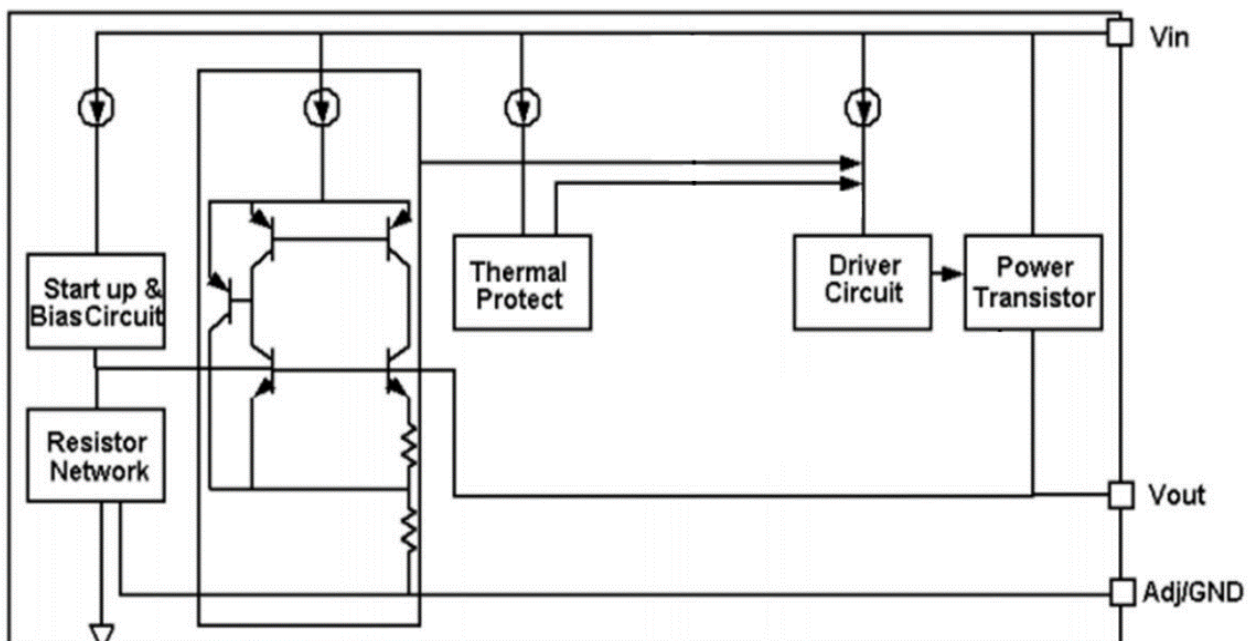 Vin
Start up &
Bias Circuit
Thermal
Protect
Driver
Circuit
Power
Transistor
Resistor
Network
Vout
Adj/GND